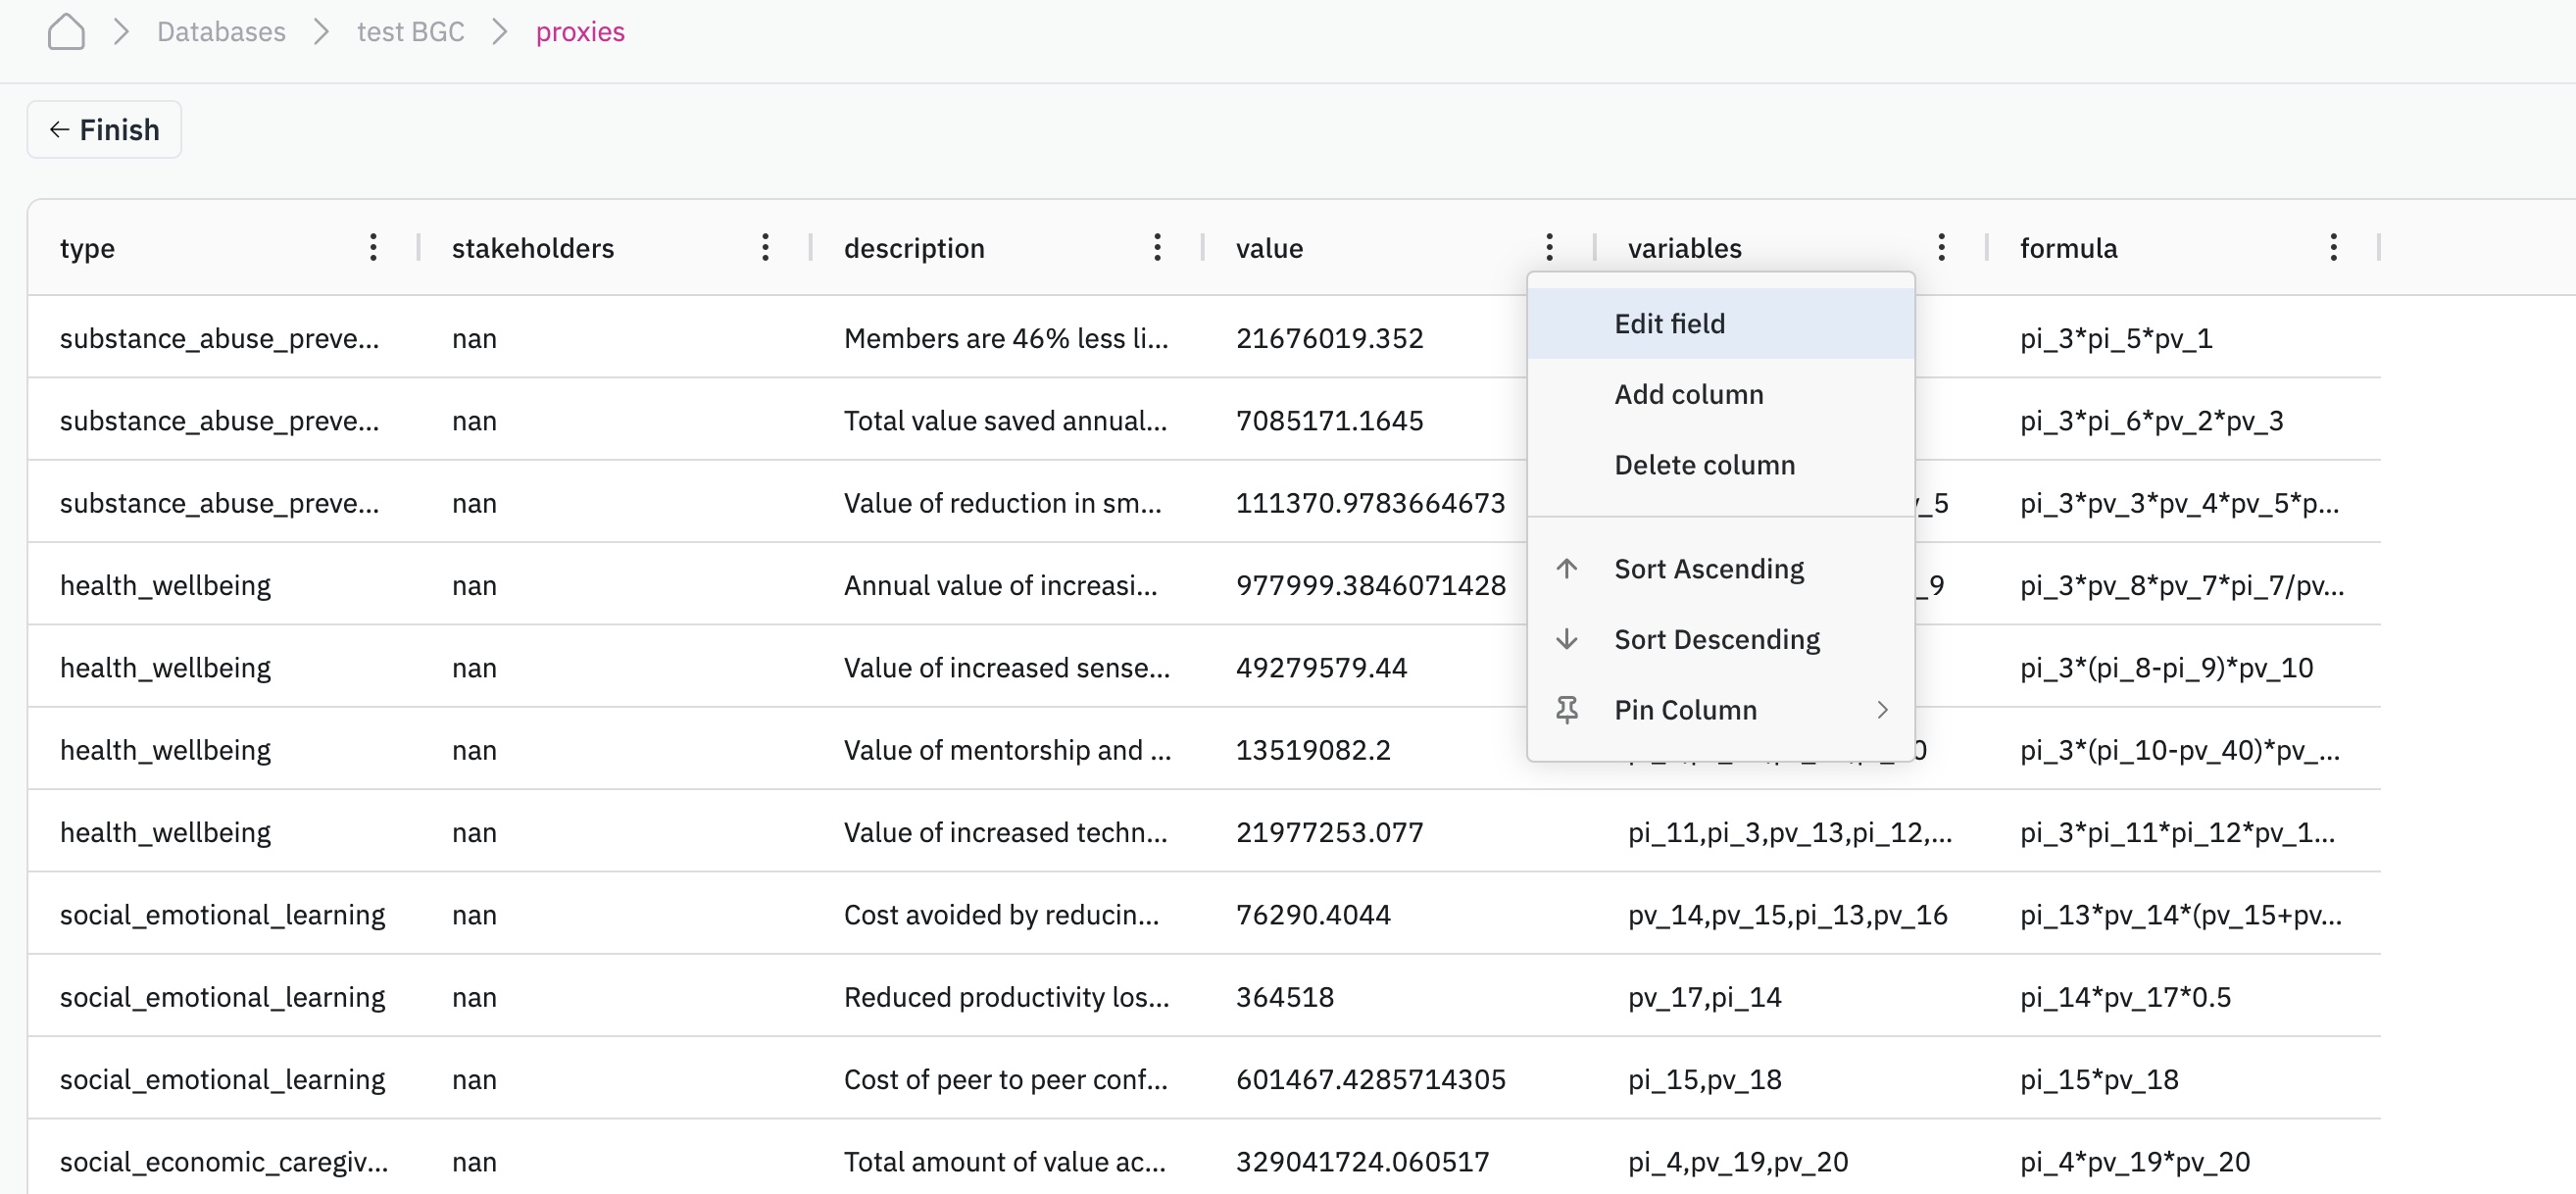 Databases test BGC proxies
Finish
type stakeholders description value variables formula
substance_abuse_preve... nan Members are 46% less li... 21676019.352 pi_3*pi_5*pv_1
substance_abuse_preve... nan Total value saved annual... 7085171.1645 pi_3*pi_6*pv_2*pv_3
substance_abuse_preve... nan Value of reduction in sm... 111370.9783664673 _5 pi_3*pv_3*pv_4*pv_5*p...
health_wellbeing nan Annual value of increasi... 977999.3846071428 _9 pi_3*pv_8*pv_7*pi_7/pv...
health_wellbeing nan Value of increased sense... 49279579.44 pi_3*(pi_8-pi_9)*pv_10
health_wellbeing nan Value of mentorship and ... 13519082.2 pi_3*(pi_10-pv_40)*pv_...
health_wellbeing nan Value of increased techn... 21977253.077 pi_11,pi_3,pv_13,pi_12,... pi_3*pi_11*pi_12*pv_1...
social_emotional_learning nan Cost avoided by reducin... 76290.4044 pv_14,pv_15,pi_13,pv_16 pi_13*pv_14*(pv_15+pv...
social_emotional_learning nan Reduced productivity los... 364518 pv_17,pi_14 pi_14*pv_17*0.5
social_emotional_learning nan Cost of peer to peer conf... 601467.4285714305 pi_15,pv_18 pi_15*pv_18
social_economic_caregiv... nan Total amount of value ac... 329041724.060517 pi_4,pv_19,pv_20 pi_4*pv_19*pv_20
Edit field
Add column
Delete column
Sort Ascending
Sort Descending
Pin Column